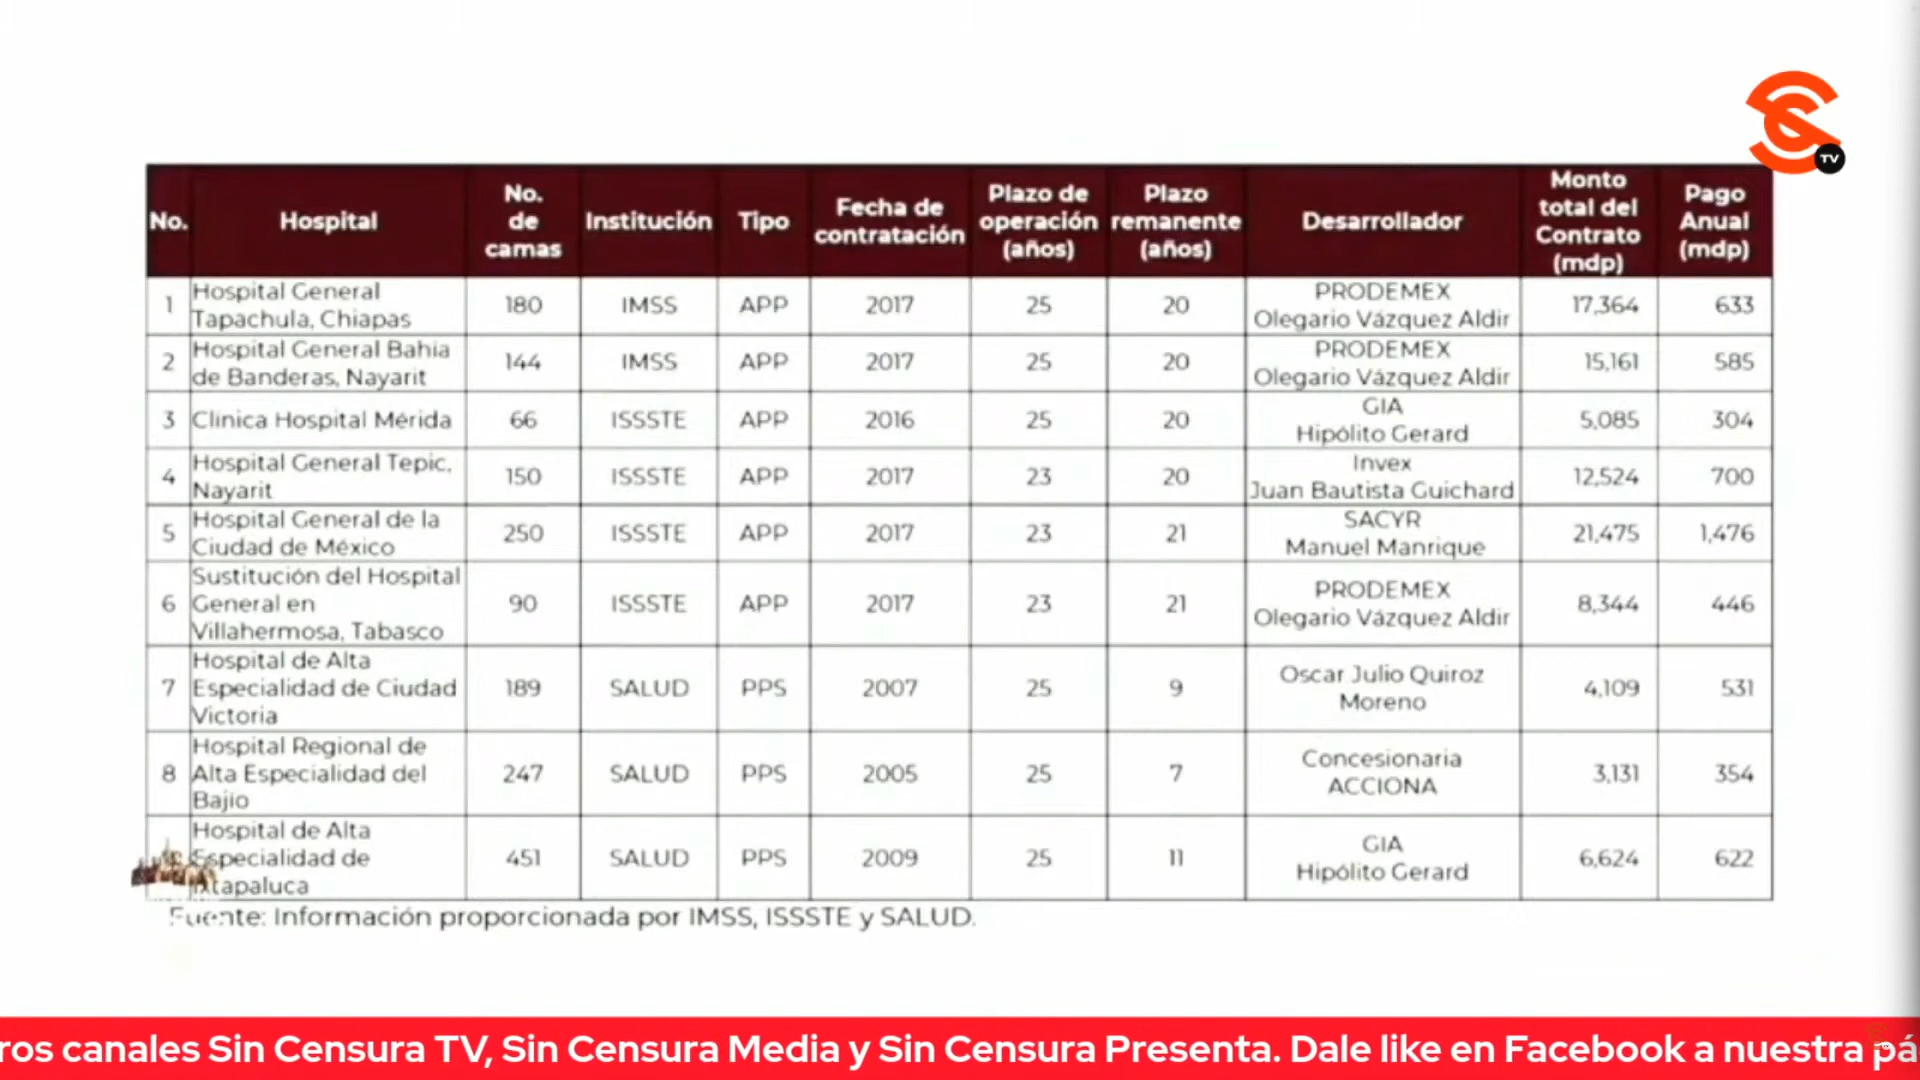 TV
No. Hospital No. de camas Institución Tipo Fecha de contratación Plazo de operación (años) Plazo remanente (años) Desarrollador Monto total del Contrato (mdp) Pago Anual (mdp)
1 Hospital General Tapachula, Chiapas 180 IMSS APP 2017 25 20 PRODEMEX Olegario Vázquez Aldir 17,364 633
2 Hospital General Bahía de Banderas, Nayarit 144 IMSS APP 2017 25 20 PRODEMEX Olegario Vázquez Aldir 15,161 585
3 Clínica Hospital Mérida 66 ISSSTE APP 2016 25 20 GIA Hipólito Gerard 5,085 304
4 Hospital General Tepic, Nayarit 150 ISSSTE APP 2017 23 20 Invex Juan Bautista Guichard 12,524 700
5 Hospital General de la Ciudad de México 250 ISSSTE APP 2017 23 21 SACYR Manuel Manrique 21,475 1,476
6 Sustitución del Hospital General en Villahermosa, Tabasco 90 ISSSTE APP 2017 23 21 PRODEMEX Olegario Vázquez Aldir 8,344 446
7 Hospital de Alta Especialidad de Ciudad Victoria 189 SALUD PPS 2007 25 9 Oscar Julio Quiroz Moreno 4,109 531
8 Hospital Regional de Alta Especialidad del Bajío 247 SALUD PPS 2005 25 7 Concesionaria ACCIONA 3,131 354
Hospital de Alta Especialidad de Ixtapaluca 451 SALUD PPS 2009 25 11 GIA Hipólito Gerard 6,624 622
Fuente: Información proporcionada por IMSS, ISSSTE y SALUD.
ros canales Sin Censura TV, Sin Censura Media y Sin Censura Presenta. Dale like en Facebook a nuestra pá